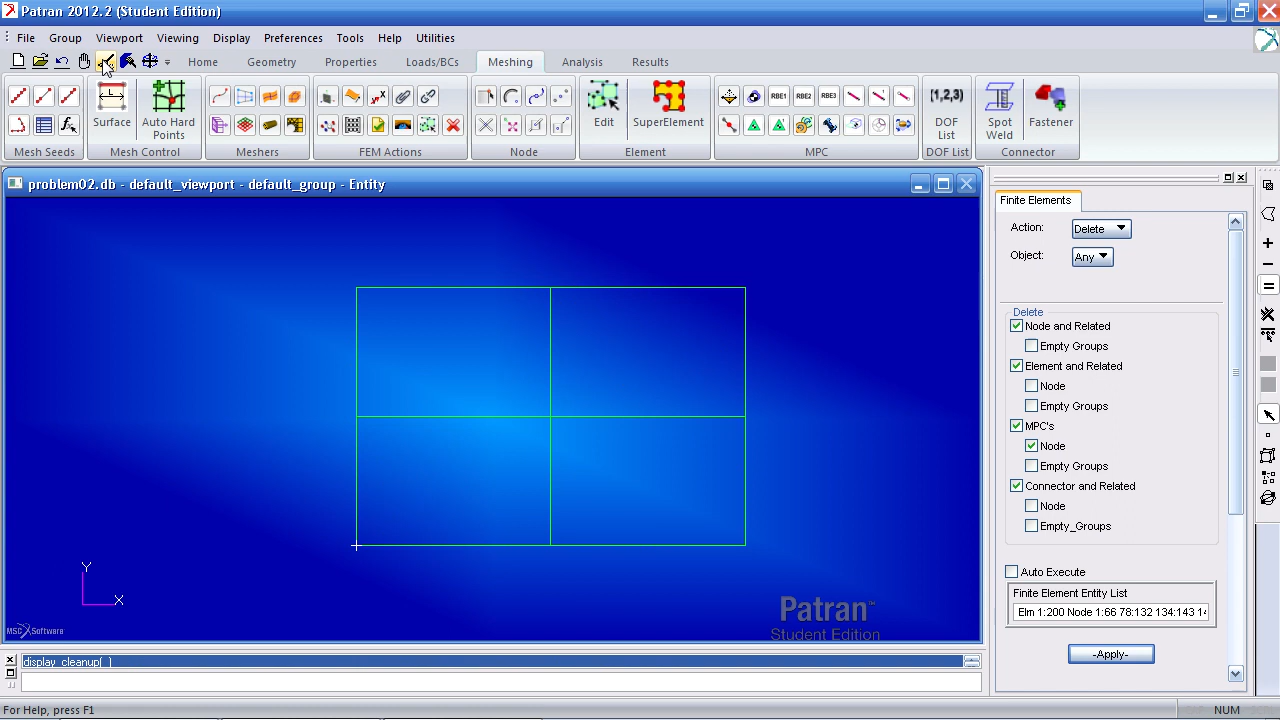 Patran 2012.2 (Student Edition)
File Group Viewport Viewing Display Preferences Tools Help Utilities
Home Geometry Properties Loads/BCs Meshing Analysis Results
Surface Auto Hard Points Edit SuperElement RBE1 RBE2 RBE3 [1,2,3] DOF List Spot Weld Fastener
Mesh Seeds Mesh Control Meshers FEM Actions Node Element MPC DOF List Connector
problem02.db - default_viewport - default_group - Entity
Finite Elements
Action: Delete
Object: Any
Delete
Node and Related
Empty Groups
Element and Related
Node
Empty Groups
MPC's
Node
Empty Groups
Connector and Related
Node
Empty_Groups
Auto Execute
Finite Element Entity List
Elm 1:200 Node 1:66 78:132 134:143 1
-Apply-
Y
X
MSC Software
Patran™
Student Edition
display_cleanup( )
For Help, press F1
NUM